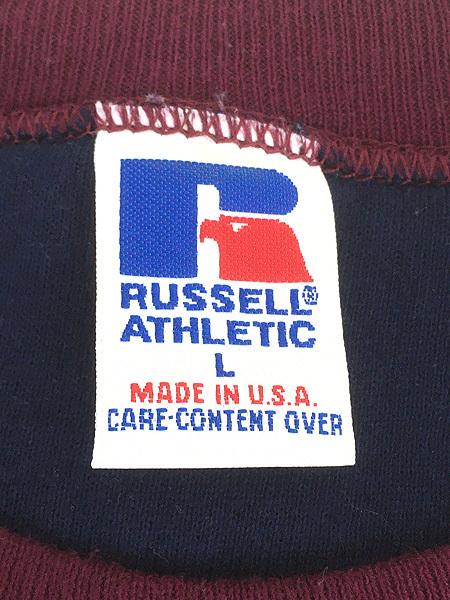 RUSSELL®
ATHLETIC
L
MADE IN U.S.A.
CARE-CONTENT OVER